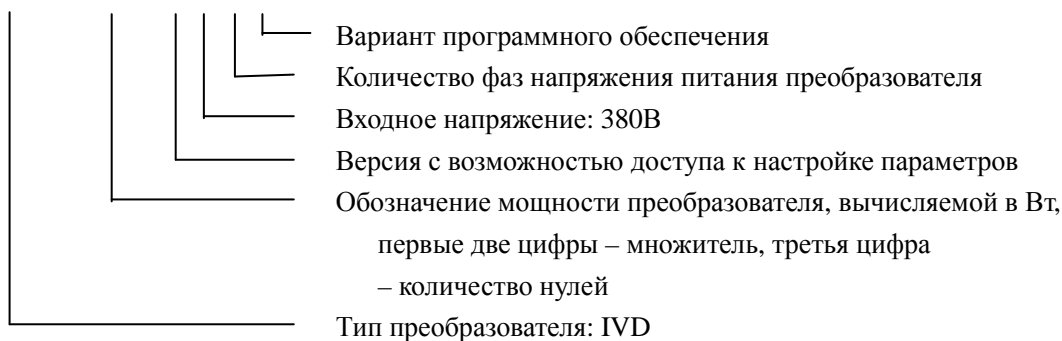 Вариант программного обеспечения
Количество фаз напряжения питания преобразователя
Входное напряжение: 380В
Версия с возможностью доступа к настройке параметров
Обозначение мощности преобразователя, вычисляемой в Вт,
первые две цифры – множитель, третья цифра
– количество нулей
Тип преобразователя: IVD